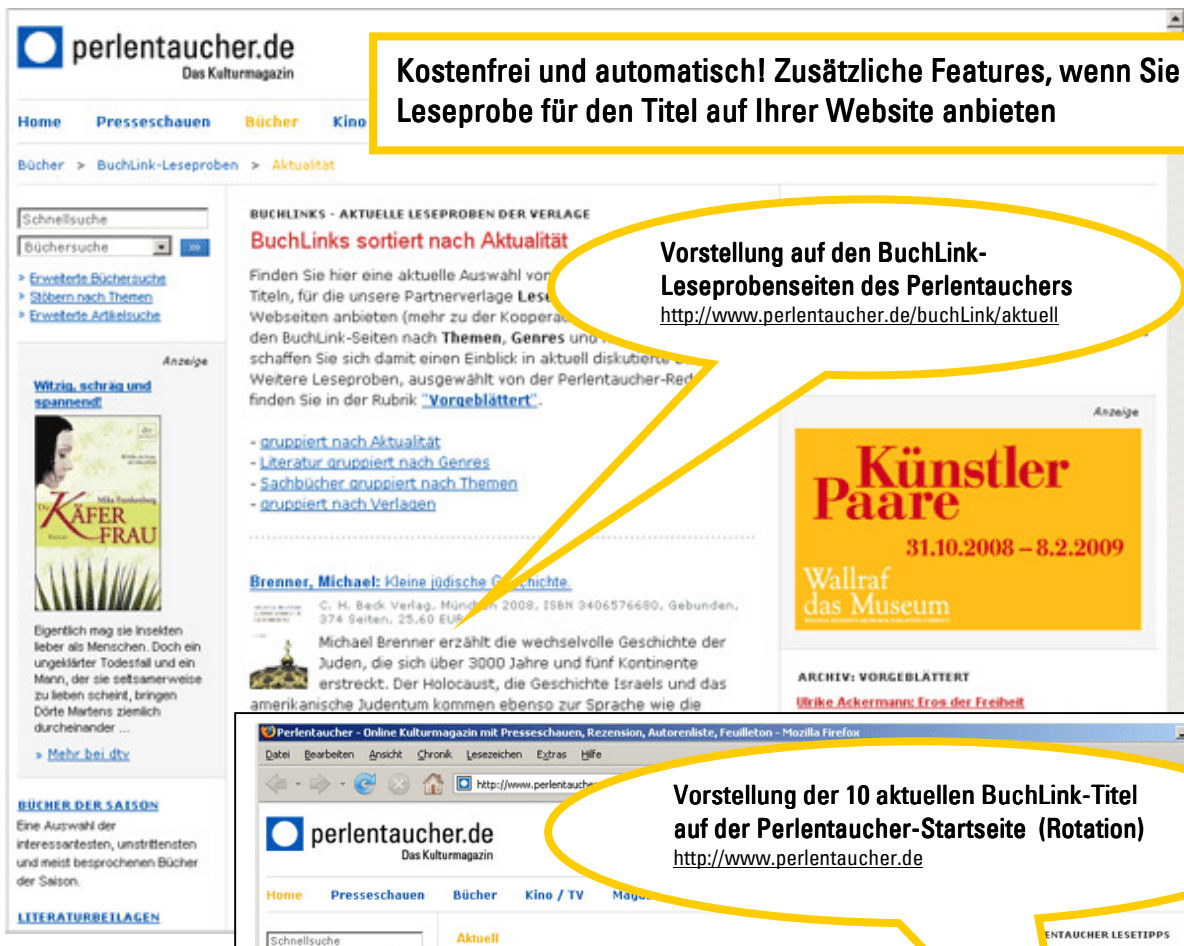 perlentaucher.de
Das Kulturmagazin
Kostenfrei und automatisch! Zusätzliche Features, wenn Sie
Leseprobe für den Titel auf Ihrer Website anbieten
Home Presseschauen Bücher Kino
Bücher > BuchLink-Leseproben > Aktualität
Schnellsuche
Büchersuche
» Erweiterte Büchersuche
» Stöbern nach Themen
» Erweiterte Artikelsuche
Anzeige
Witzig, schräg und
spannend!
Mika Frankenberg
Die
KÄFER
FRAU
Roman
Eigentlich mag sie Insekten
lieber als Menschen. Doch ein
ungeklärter Todesfall und ein
Mann, der sie seltsamerweise
zu lieben scheint, bringen
Dörte Martens ziemlich
durcheinander ...
» Mehr bei dtv
BÜCHER DER SAISON
Eine Auswahl der
interessantesten, umstrittensten
und meist besprochenen Bücher
der Saison.
LITERATURBEILAGEN
BUCHLINKS - AKTUELLE LESEPROBEN DER VERLAGE
BuchLinks sortiert nach Aktualität
Finden Sie hier eine aktuelle Auswahl von
Titeln, für die unsere Partnerverlage
Webseiten anbieten (mehr zu der
den BuchLink-Seiten nach Themen, Genres und
schaffen Sie sich damit einen Einblick in aktuell diskutierte
Weitere Leseproben, ausgewählt von der
finden Sie in der Rubrik "Vorgeblättert".
- gruppiert nach Aktualität
- Literatur gruppiert nach Genres
- Sachbücher gruppiert nach Themen
- gruppiert nach Verlagen
Brenner, Michael: Kleine jüdische Geschichte.
C. H. Beck Verlag, München 2008, ISBN 3406576680, Gebunden,
374 Seiten, 25,60 EUR
Michael Brenner erzählt die wechselvolle Geschichte der
Juden, die sich über 3000 Jahre und fünf Kontinente
erstreckt. Der Holocaust, die Geschichte Israels und das
amerikanische Judentum kommen ebenso zur Sprache wie die
Vorstellung auf den BuchLink-
Leseprobenseiten des Perlentauchers
http://www.perlentaucher.de/buchLink/aktuell
Anzeige
Künstler
Paare
31.10.2008 – 8.2.2009
Wallraf
das Museum
ARCHIV: VORGEBLÄTTERT
Ulrike Ackermann: Eros der Freiheit
Perlentaucher - Online Kulturmagazin mit Presseschauen, Rezension, Autorenliste, Feuilleton - Mozilla Firefox
Datei Bearbeiten Ansicht Chronik Lesezeichen Extras Hilfe
http://www.perlentauche
perlentaucher.de
Das Kulturmagazin
Vorstellung der 10 aktuellen BuchLink-Titel
auf der Perlentaucher-Startseite (Rotation)
http://www.perlentaucher.de
Home Presseschauen Bücher Kino / TV
Schnellsuche
Aktuell
ENTAUCHER LESETIPPS